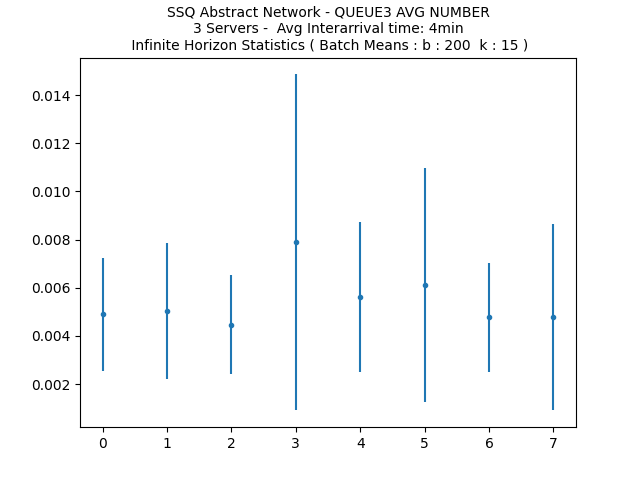 SSQ Abstract Network - QUEUE3 AVG NUMBER
3 Servers -  Avg Interarrival time: 4min
Infinite Horizon Statistics ( Batch Means : b : 200  k : 15 )
0.014
0.012
0.010
0.008
0.006
0.004
0.002
0 1 2 3 4 5 6 7